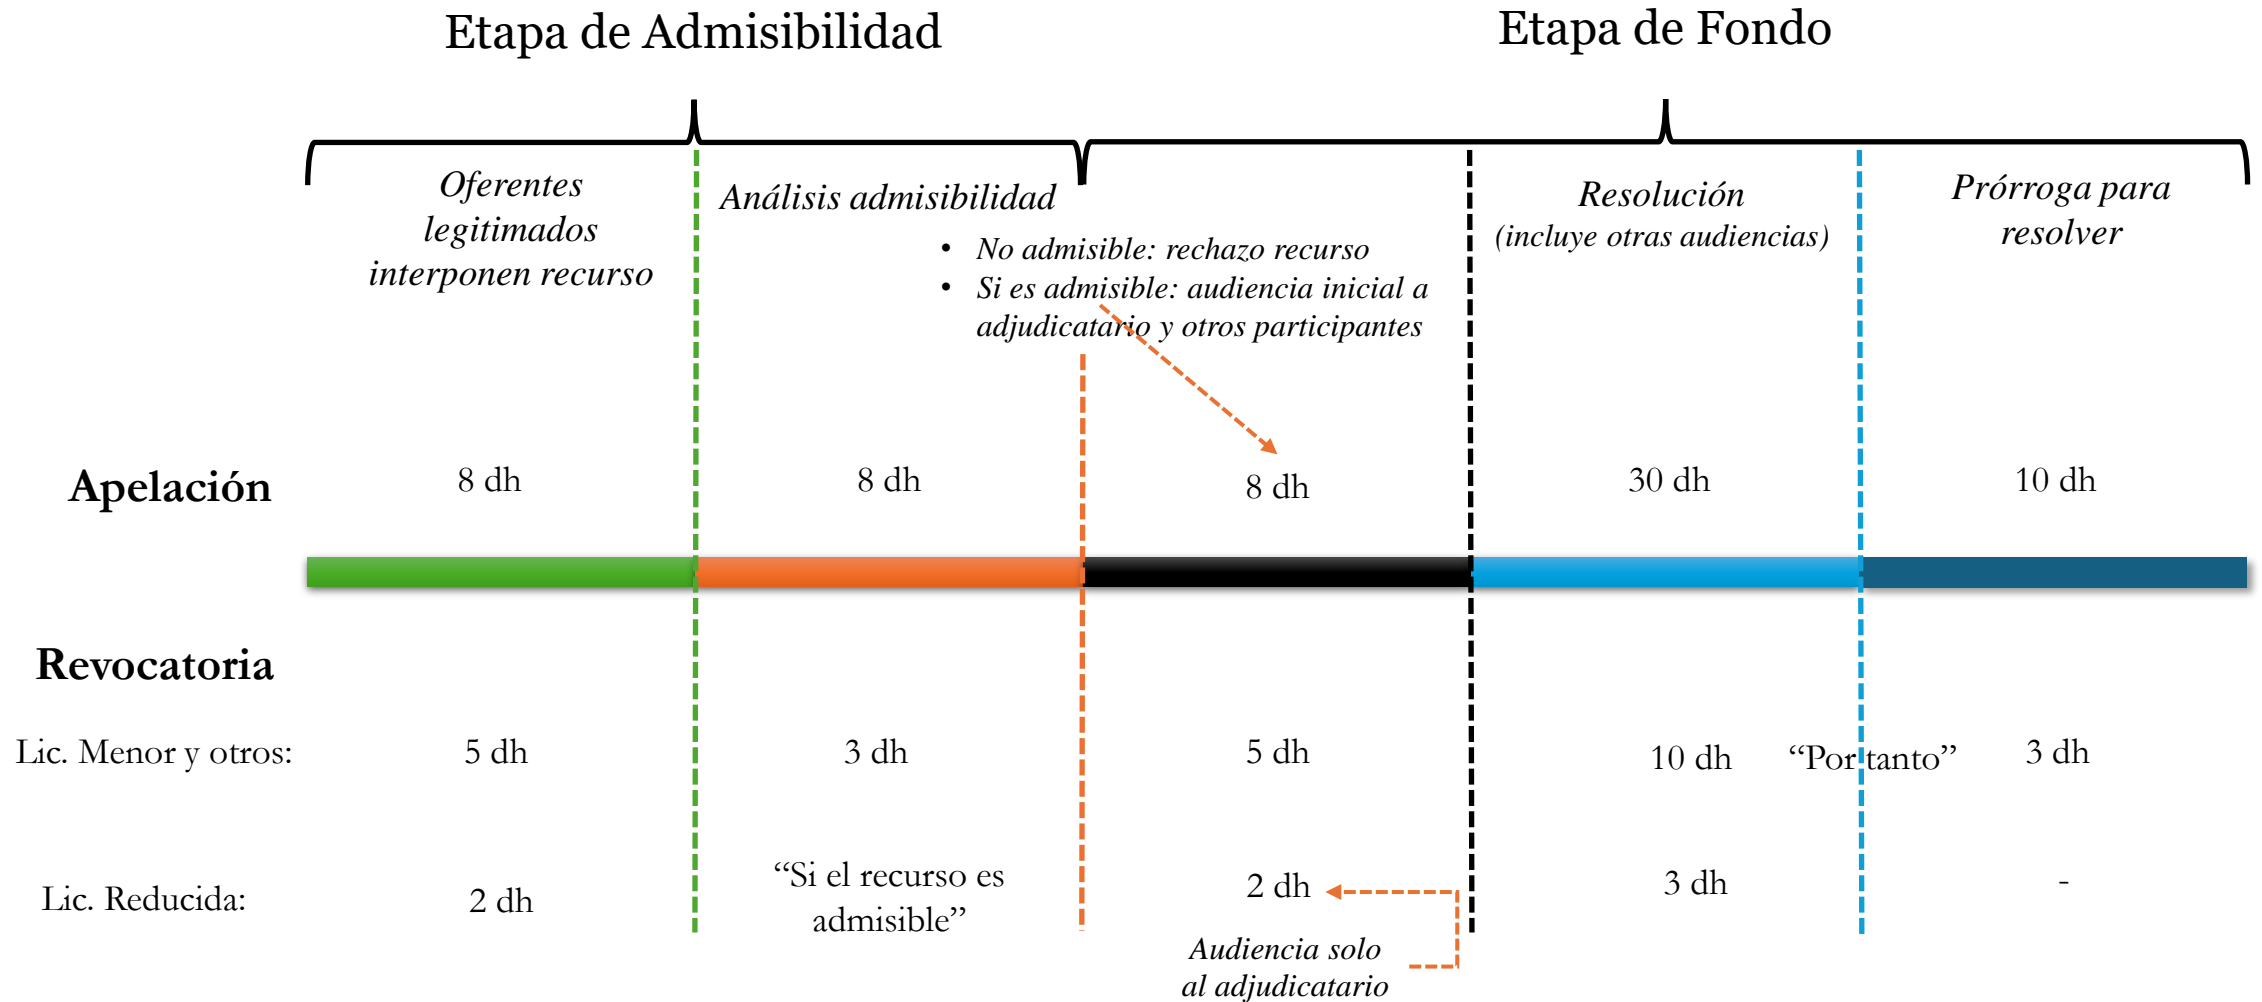 Etapa de Admisibilidad
Etapa de Fondo
Oferentes
legitimados
interponen recurso
Análisis admisibilidad
• No admisible: rechazo recurso
• Si es admisible: audiencia inicial a
adjudicatario y otros participantes
Resolución
(incluye otras audiencias)
Prórroga para
resolver
Apelación
8 dh
8 dh
8 dh
30 dh
10 dh
Revocatoria
Lic. Menor y otros:
5 dh
3 dh
5 dh
10 dh
“Por tanto”
3 dh
Lic. Reducida:
2 dh
“Si el recurso es
admisible”
2 dh
3 dh
-
Audiencia solo
al adjudicatario